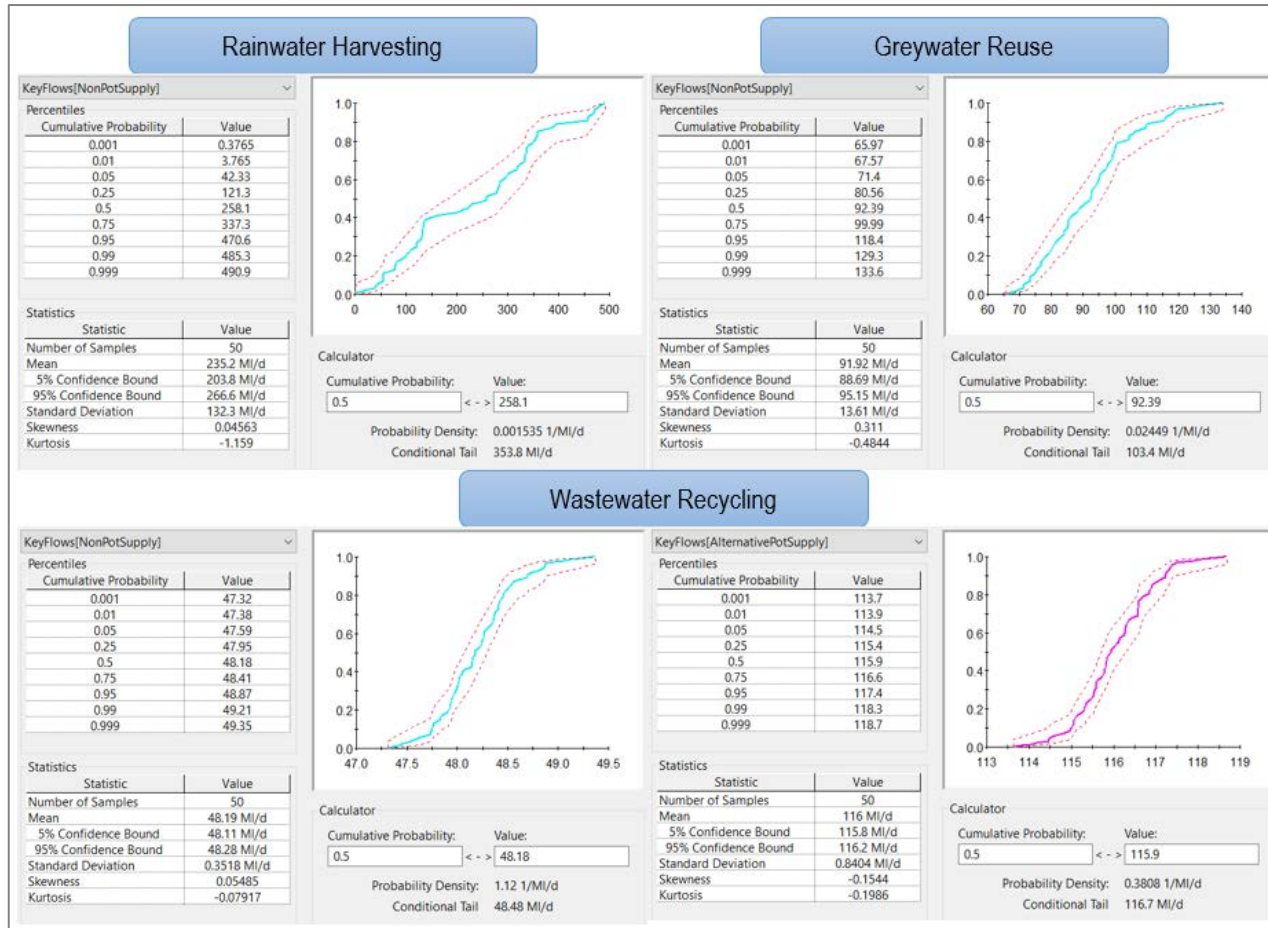 Rainwater Harvesting
KeyFlows[NonPotSupply]
Percentiles
Cumulative Probability Value
0.001 0.3765
0.01 3.765
0.05 42.33
0.25 121.3
0.5 258.1
0.75 337.3
0.95 470.6
0.99 485.3
0.999 490.9
Statistics
Statistic Value
Number of Samples 50
Mean 235.2 Ml/d
5% Confidence Bound 203.8 Ml/d
95% Confidence Bound 266.6 Ml/d
Standard Deviation 132.3 Ml/d
Skewness 0.04563
Kurtosis -1.159
1.0
0.8
0.6
0.4
0.2
0.0
0 100 200 300 400 500
Calculator
Cumulative Probability: Value:
0.5 < - > 258.1
Probability Density: 0.001535 1/Ml/d
Conditional Tail 353.8 Ml/d
Greywater Reuse
KeyFlows[NonPotSupply]
Percentiles
Cumulative Probability Value
0.001 65.97
0.01 67.57
0.05 71.4
0.25 80.56
0.5 92.39
0.75 99.99
0.95 118.4
0.99 129.3
0.999 133.6
Statistics
Statistic Value
Number of Samples 50
Mean 91.92 Ml/d
5% Confidence Bound 88.69 Ml/d
95% Confidence Bound 95.15 Ml/d
Standard Deviation 13.61 Ml/d
Skewness 0.311
Kurtosis -0.4844
1.0
0.8
0.6
0.4
0.2
0.0
60 70 80 90 100 110 120 130 140
Calculator
Cumulative Probability: Value:
0.5 < - > 92.39
Probability Density: 0.02449 1/Ml/d
Conditional Tail 103.4 Ml/d
Wastewater Recycling
KeyFlows[NonPotSupply]
Percentiles
Cumulative Probability Value
0.001 47.32
0.01 47.38
0.05 47.59
0.25 47.95
0.5 48.18
0.75 48.41
0.95 48.87
0.99 49.21
0.999 49.35
Statistics
Statistic Value
Number of Samples 50
Mean 48.19 Ml/d
5% Confidence Bound 48.11 Ml/d
95% Confidence Bound 48.28 Ml/d
Standard Deviation 0.3518 Ml/d
Skewness 0.05485
Kurtosis -0.07917
1.0
0.8
0.6
0.4
0.2
0.0
47.0 47.5 48.0 48.5 49.0 49.5
Calculator
Cumulative Probability: Value:
0.5 < - > 48.18
Probability Density: 1.12 1/Ml/d
Conditional Tail 48.48 Ml/d
KeyFlows[AlternativePotSupply]
Percentiles
Cumulative Probability Value
0.001 113.7
0.01 113.9
0.05 114.5
0.25 115.4
0.5 115.9
0.75 116.6
0.95 117.4
0.99 118.3
0.999 118.7
Statistics
Statistic Value
Number of Samples 50
Mean 116 Ml/d
5% Confidence Bound 115.8 Ml/d
95% Confidence Bound 116.2 Ml/d
Standard Deviation 0.8404 Ml/d
Skewness -0.1544
Kurtosis -0.1986
1.0
0.8
0.6
0.4
0.2
0.0
113 114 115 116 117 118 119
Calculator
Cumulative Probability: Value:
0.5 < - > 115.9
Probability Density: 0.3808 1/Ml/d
Conditional Tail 116.7 Ml/d